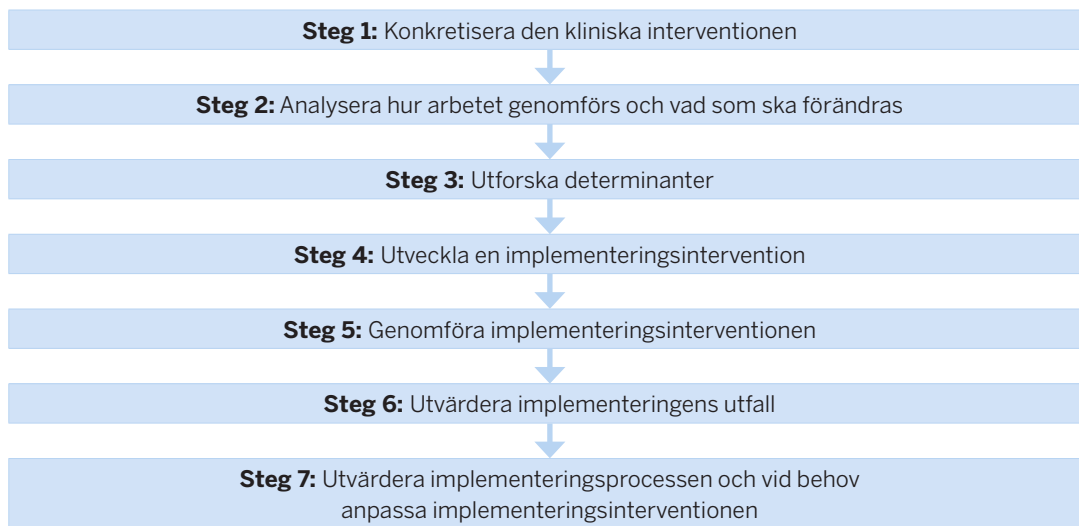 Steg 1: Konkretisera den kliniska interventionen
Steg 2: Analysera hur arbetet genomförs och vad som ska förändras
Steg 3: Utforska determinanter
Steg 4: Utveckla en implementeringsintervention
Steg 5: Genomföra implementeringsinterventionen
Steg 6: Utvärdera implementeringens utfall
Steg 7: Utvärdera implementeringsprocessen och vid behov
anpassa implementeringsinterventionen